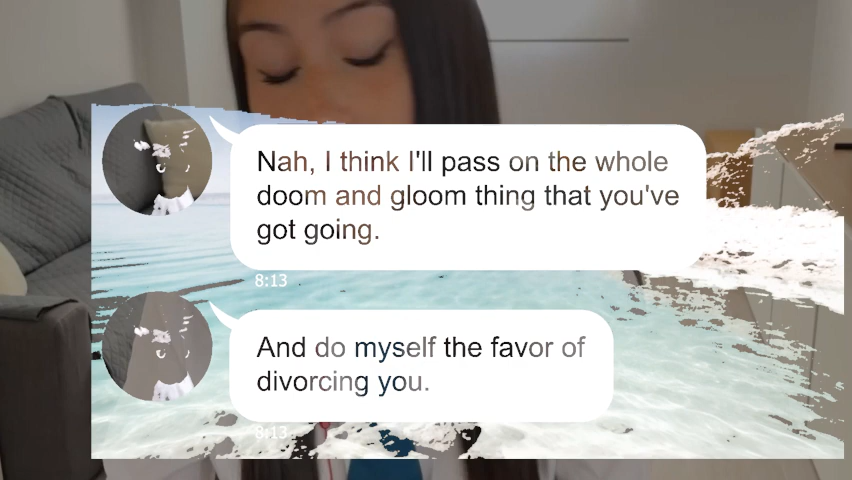 Nah, I think I'll pass on the whole
doom and gloom thing that you've
got going.
8:13
And do myself the favor of
divorcing you.
8:13